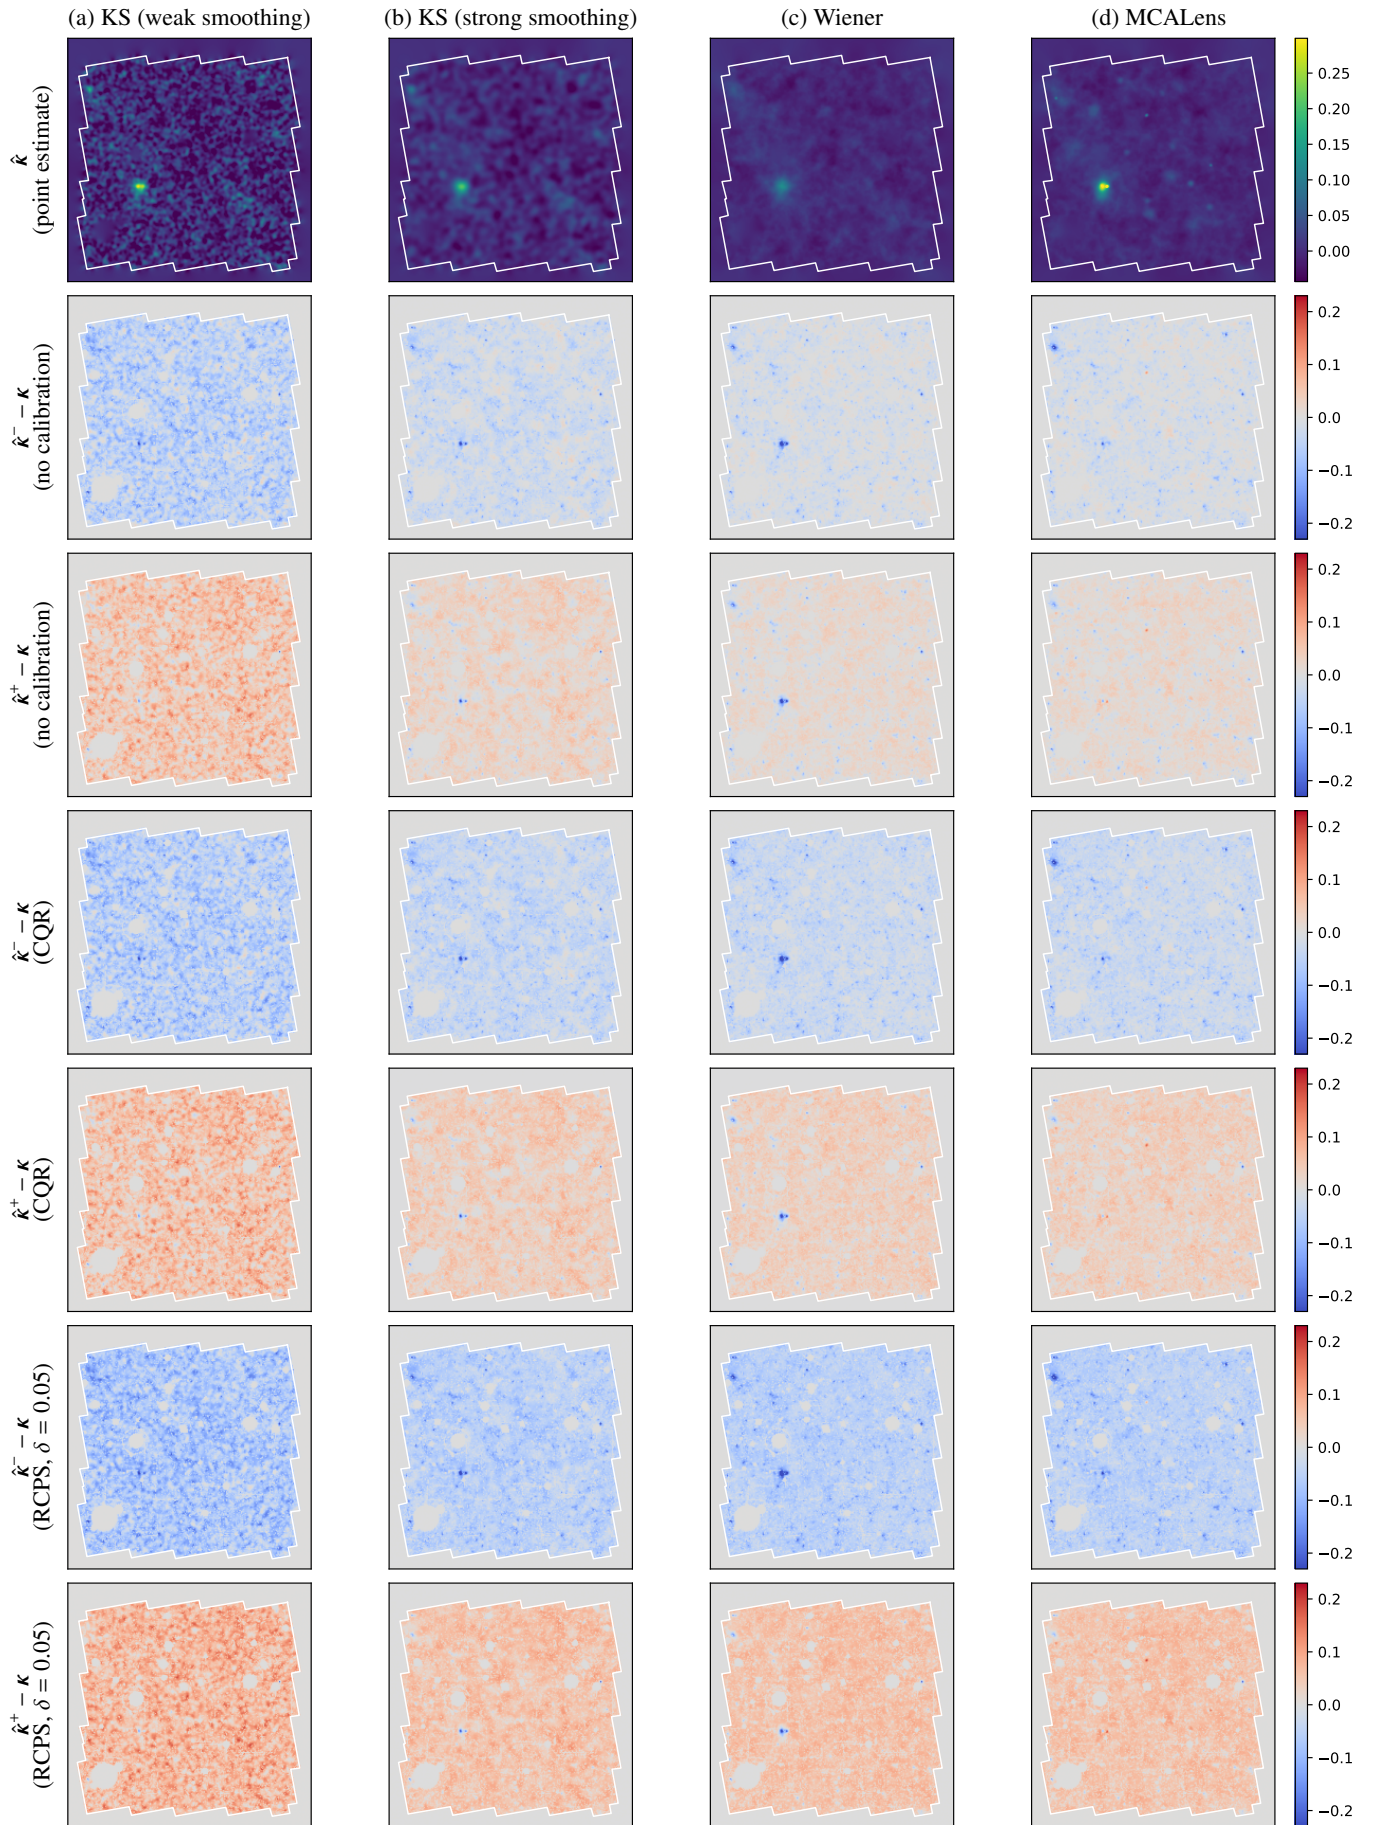 (a) KS (weak smoothing)
(b) KS (strong smoothing)
(c) Wiener
(d) MCALens
κ̂
(point estimate)
0.25
0.20
0.15
0.10
0.05
0.00
κ̂⁻ − κ
(no calibration)
0.2
0.1
0.0
−0.1
−0.2
κ̂⁺ − κ
(no calibration)
0.2
0.1
0.0
−0.1
−0.2
κ̂⁻ − κ
(CQR)
0.2
0.1
0.0
−0.1
−0.2
κ̂⁺ − κ
(CQR)
0.2
0.1
0.0
−0.1
−0.2
κ̂⁻ − κ
(RCPS, δ = 0.05)
0.2
0.1
0.0
−0.1
−0.2
κ̂⁺ − κ
(RCPS, δ = 0.05)
0.2
0.1
0.0
−0.1
−0.2